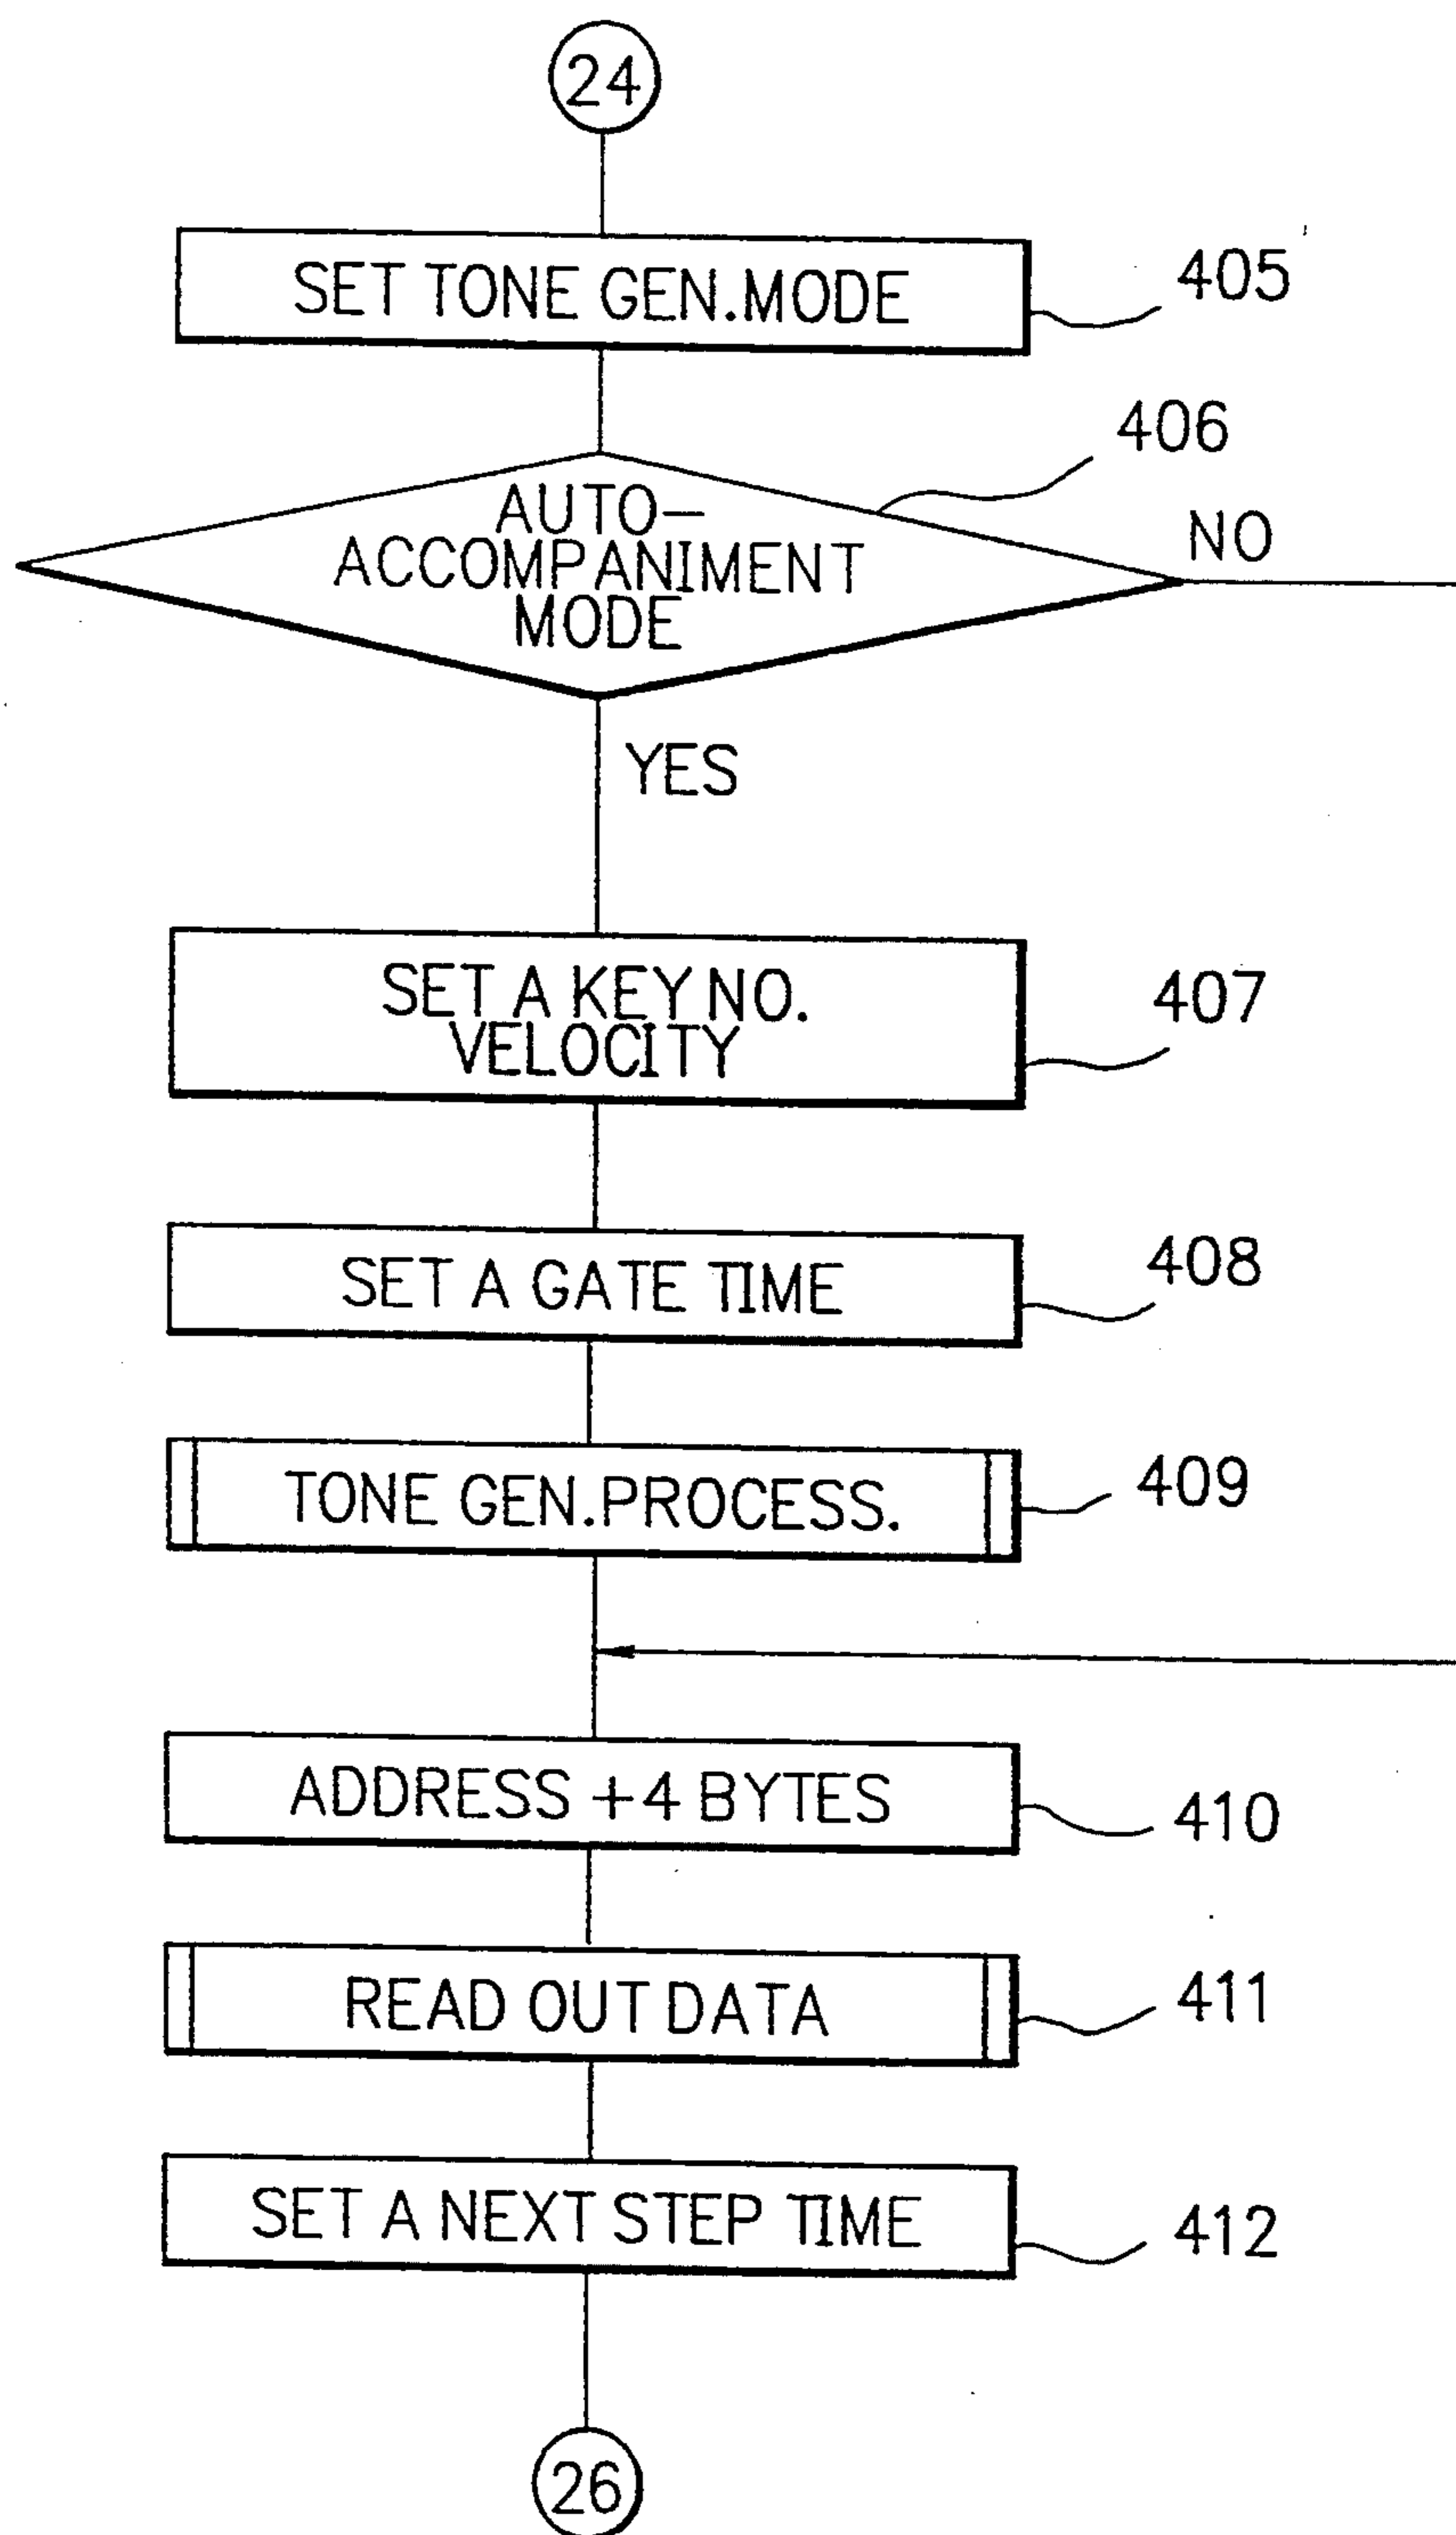 24
SET TONE GEN.MODE
405
406
AUTO-
ACCOMPANIMENT
MODE
NO
YES
SET A KEY NO.
VELOCITY
407
SET A GATE TIME
408
TONE GEN.PROCESS.
409
ADDRESS +4 BYTES
410
READ OUT DATA
411
SET A NEXT STEP TIME
412
26